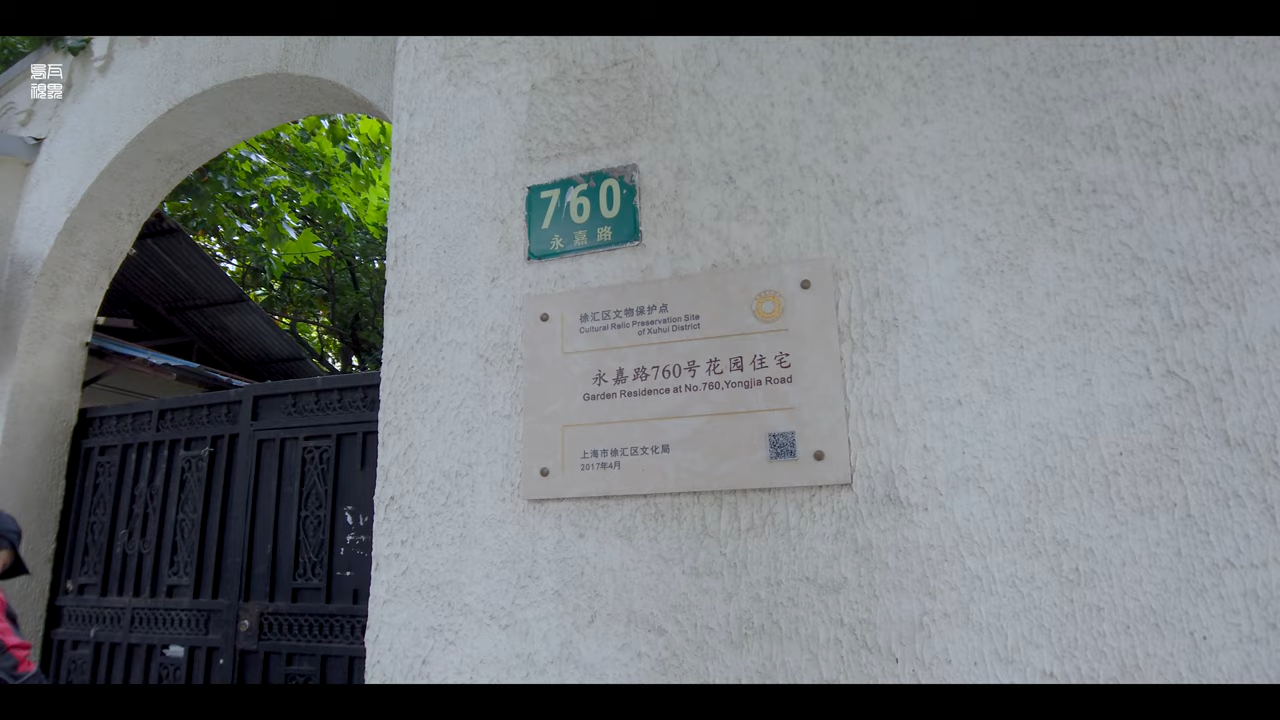 760
永嘉路
徐汇区文物保护点
Cultural Relic Preservation Site
of Xuhui District
永嘉路760号花园住宅
Garden Residence at No.760,Yongjia Road
上海市徐汇区文化局
2017年4月